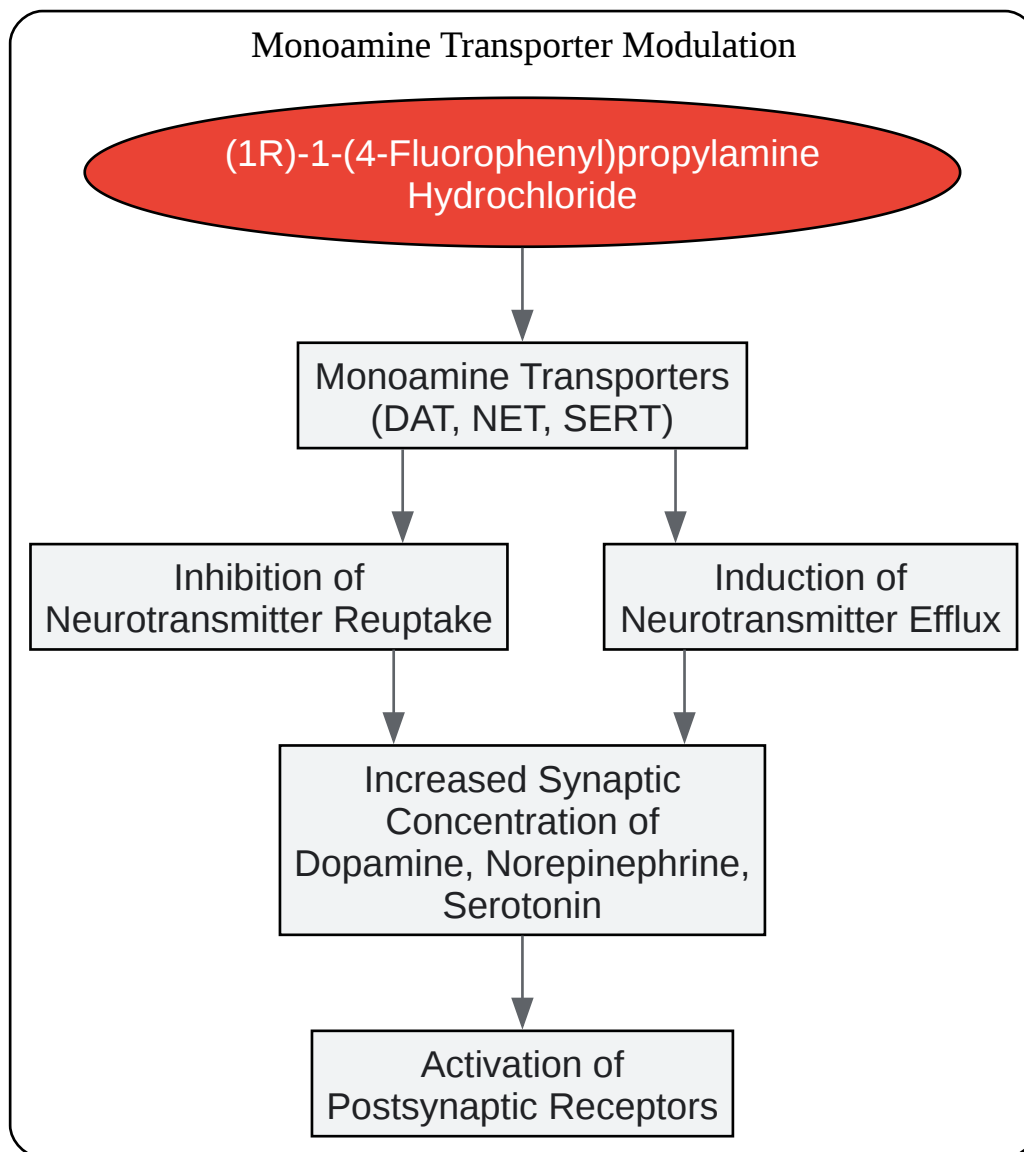 Monoamine Transporter Modulation
(1R)-1-(4-Fluorophenyl)propylamine
Hydrochloride
Monoamine Transporters
(DAT, NET, SERT)
Inhibition of
Neurotransmitter Reuptake
Induction of
Neurotransmitter Efflux
Increased Synaptic
Concentration of
Dopamine, Norepinephrine,
Serotonin
Activation of
Postsynaptic Receptors